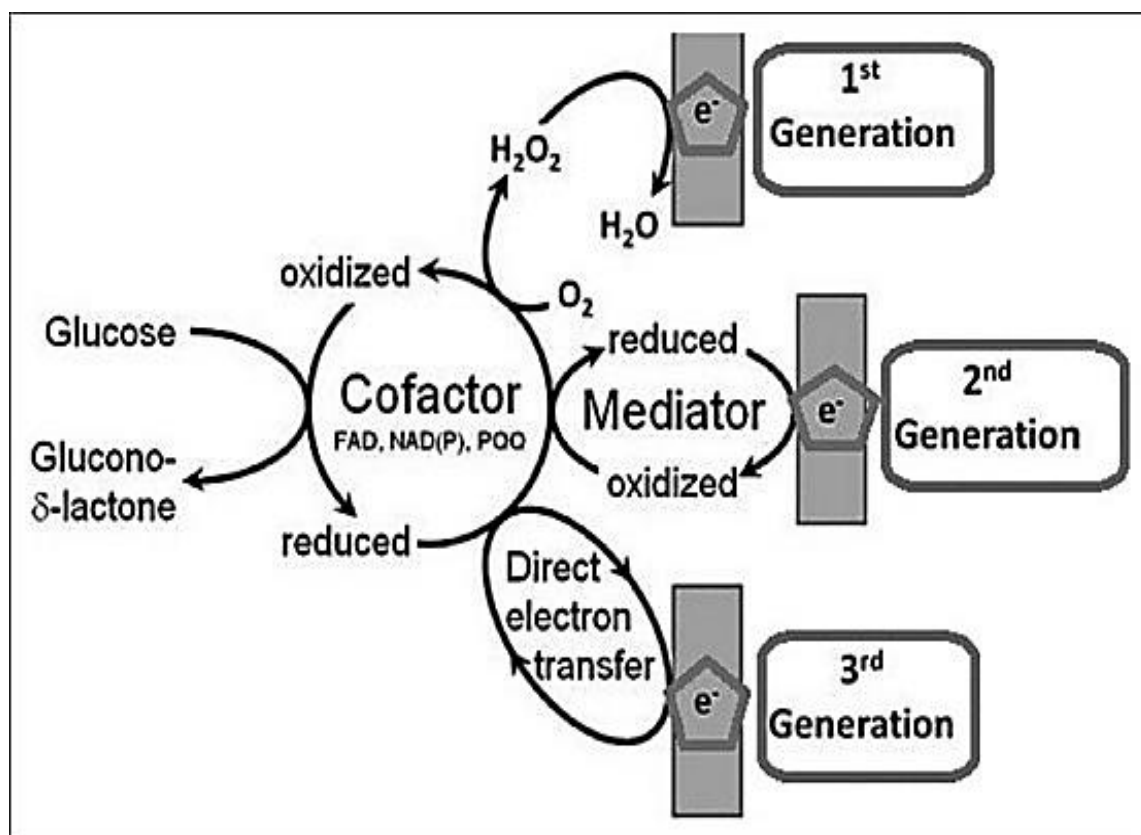 1st
Generation
e-
H2O2
H2O
oxidized
O2
Glucose
reduced
2nd
Generation
Cofactor
Mediator
e-
FAD, NAD(P), PQQ
Glucono-
δ-lactone
oxidized
reduced
Direct
electron
transfer
3rd
Generation
e-